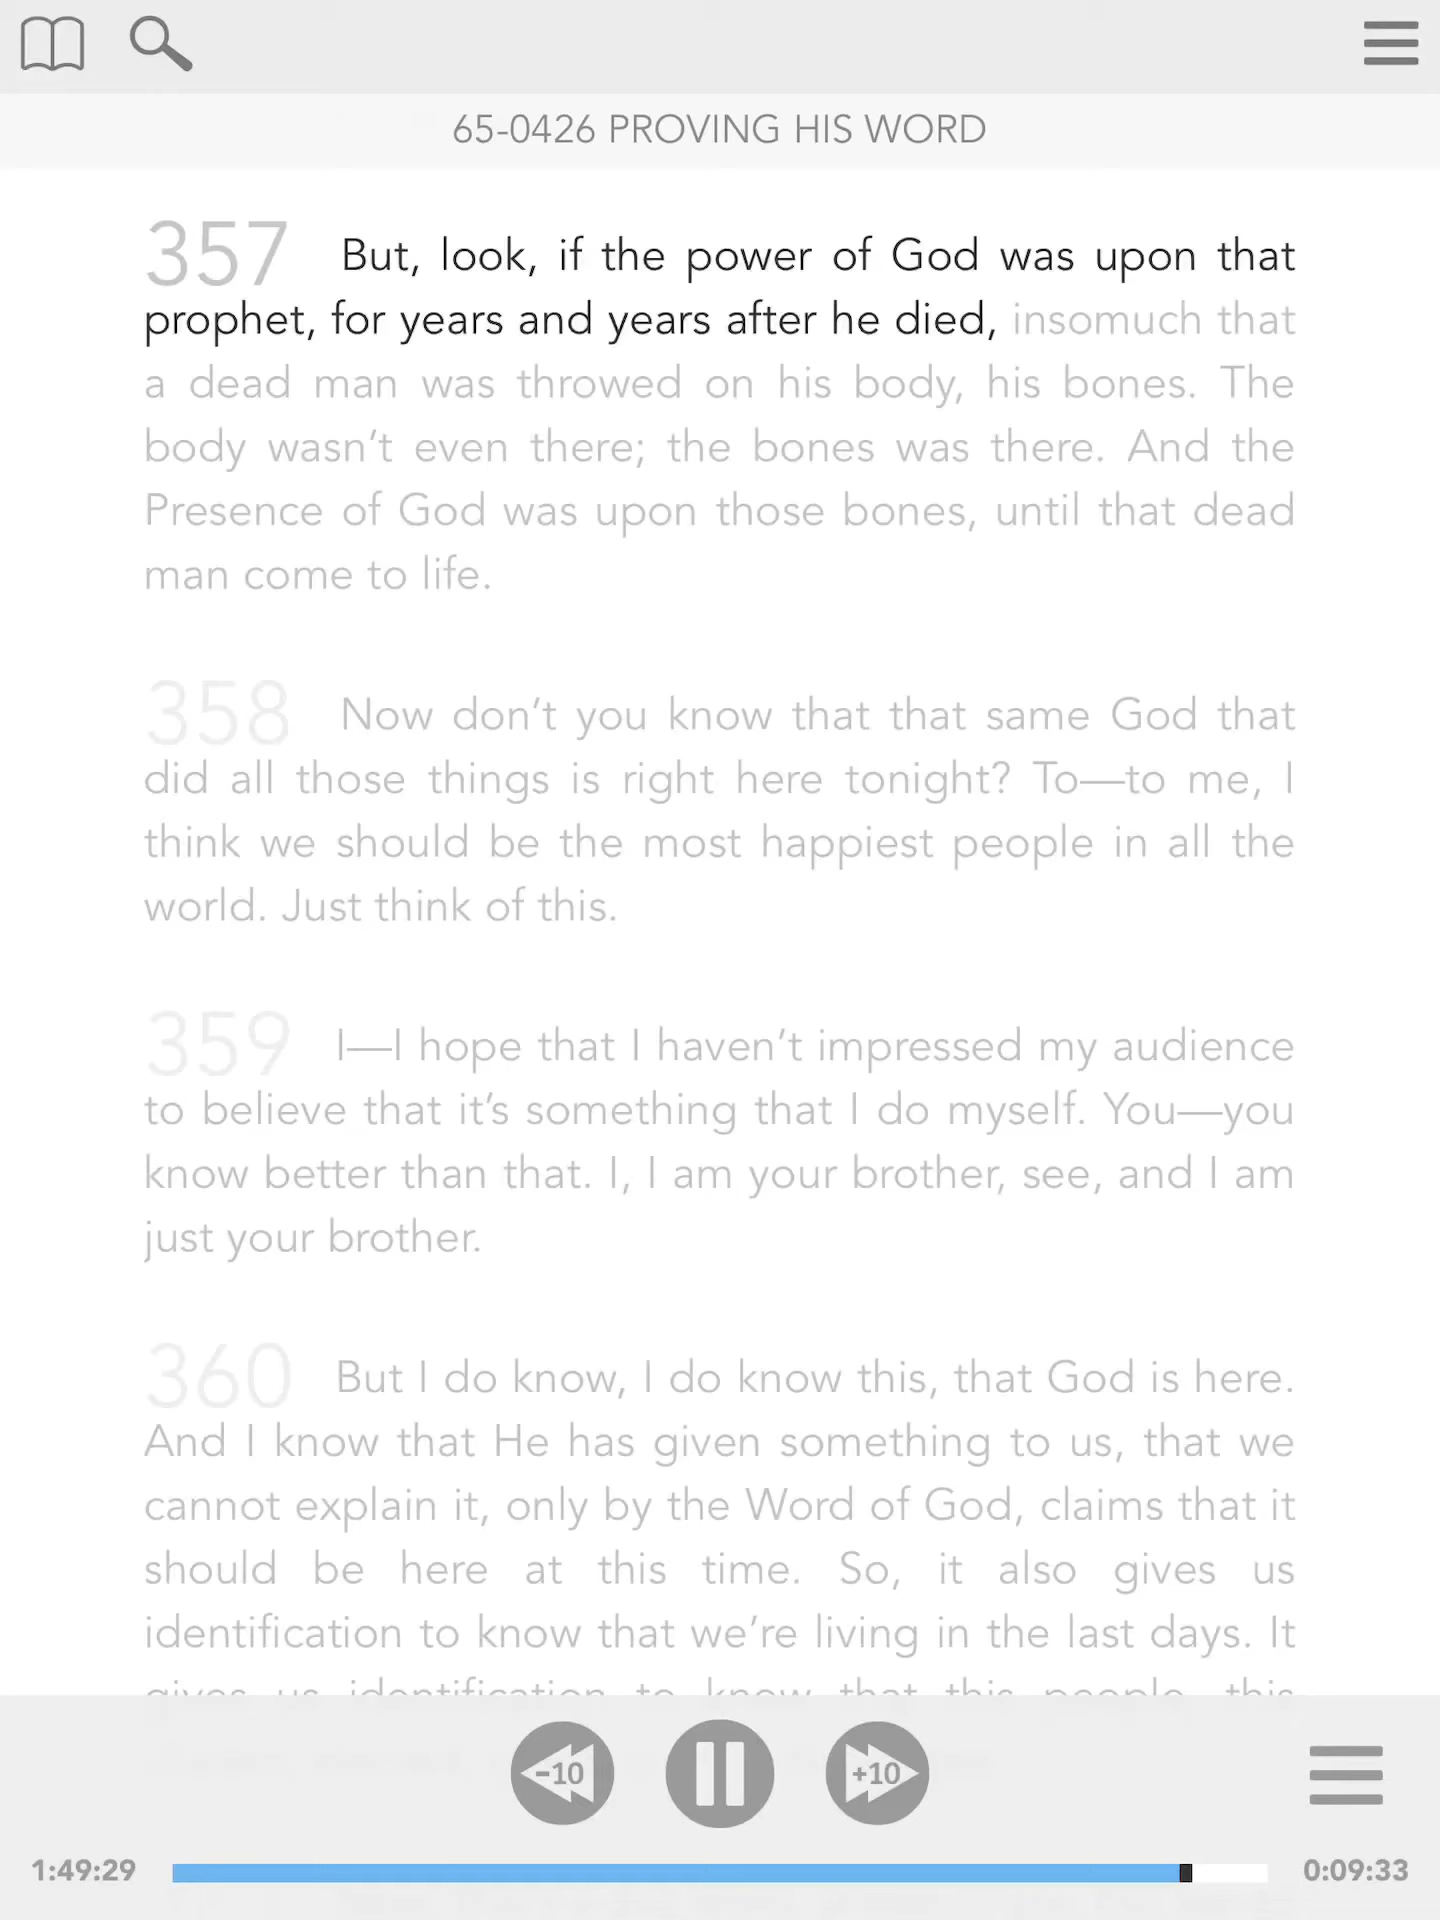 65-0426 PROVING HIS WORD
357 But, look, if the power of God was upon that
prophet, for years and years after he died, insomuch that
a dead man was throwed on his body, his bones. The
body wasn’t even there; the bones was there. And the
Presence of God was upon those bones, until that dead
man come to life.
358 Now don’t you know that that same God that
did all those things is right here tonight? To—to me, I
think we should be the most happiest people in all the
world. Just think of this.
359 I—I hope that I haven’t impressed my audience
to believe that it’s something that I do myself. You—you
know better than that. I, I am your brother, see, and I am
just your brother.
360 But I do know, I do know this, that God is here.
And I know that He has given something to us, that we
cannot explain it, only by the Word of God, claims that it
should be here at this time. So, it also gives us
identification to know that we’re living in the last days. It
gives us identification to know that this people, this
-10 +10
1:49:29 0:09:33